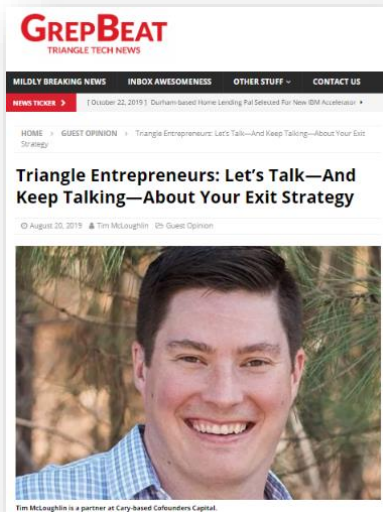 GREPBEAT
TRIANGLE TECH NEWS
MILDLY BREAKING NEWS INBOX AWESOMENESS OTHER STUFF CONTACT US
NEWS TICKER [ October 22, 2019 ] Durham-based Home Lending Pal Selected For New IBM Accelerator
HOME › GUEST OPINION › Triangle Entrepreneurs: Let's Talk—And Keep Talking—About Your Exit
Strategy
Triangle Entrepreneurs: Let's Talk—And
Keep Talking—About Your Exit Strategy
August 20, 2019 Tim McLoughlin Guest Opinion
Tim McLoughlin is a partner at Cary-based Cofounders Capital.